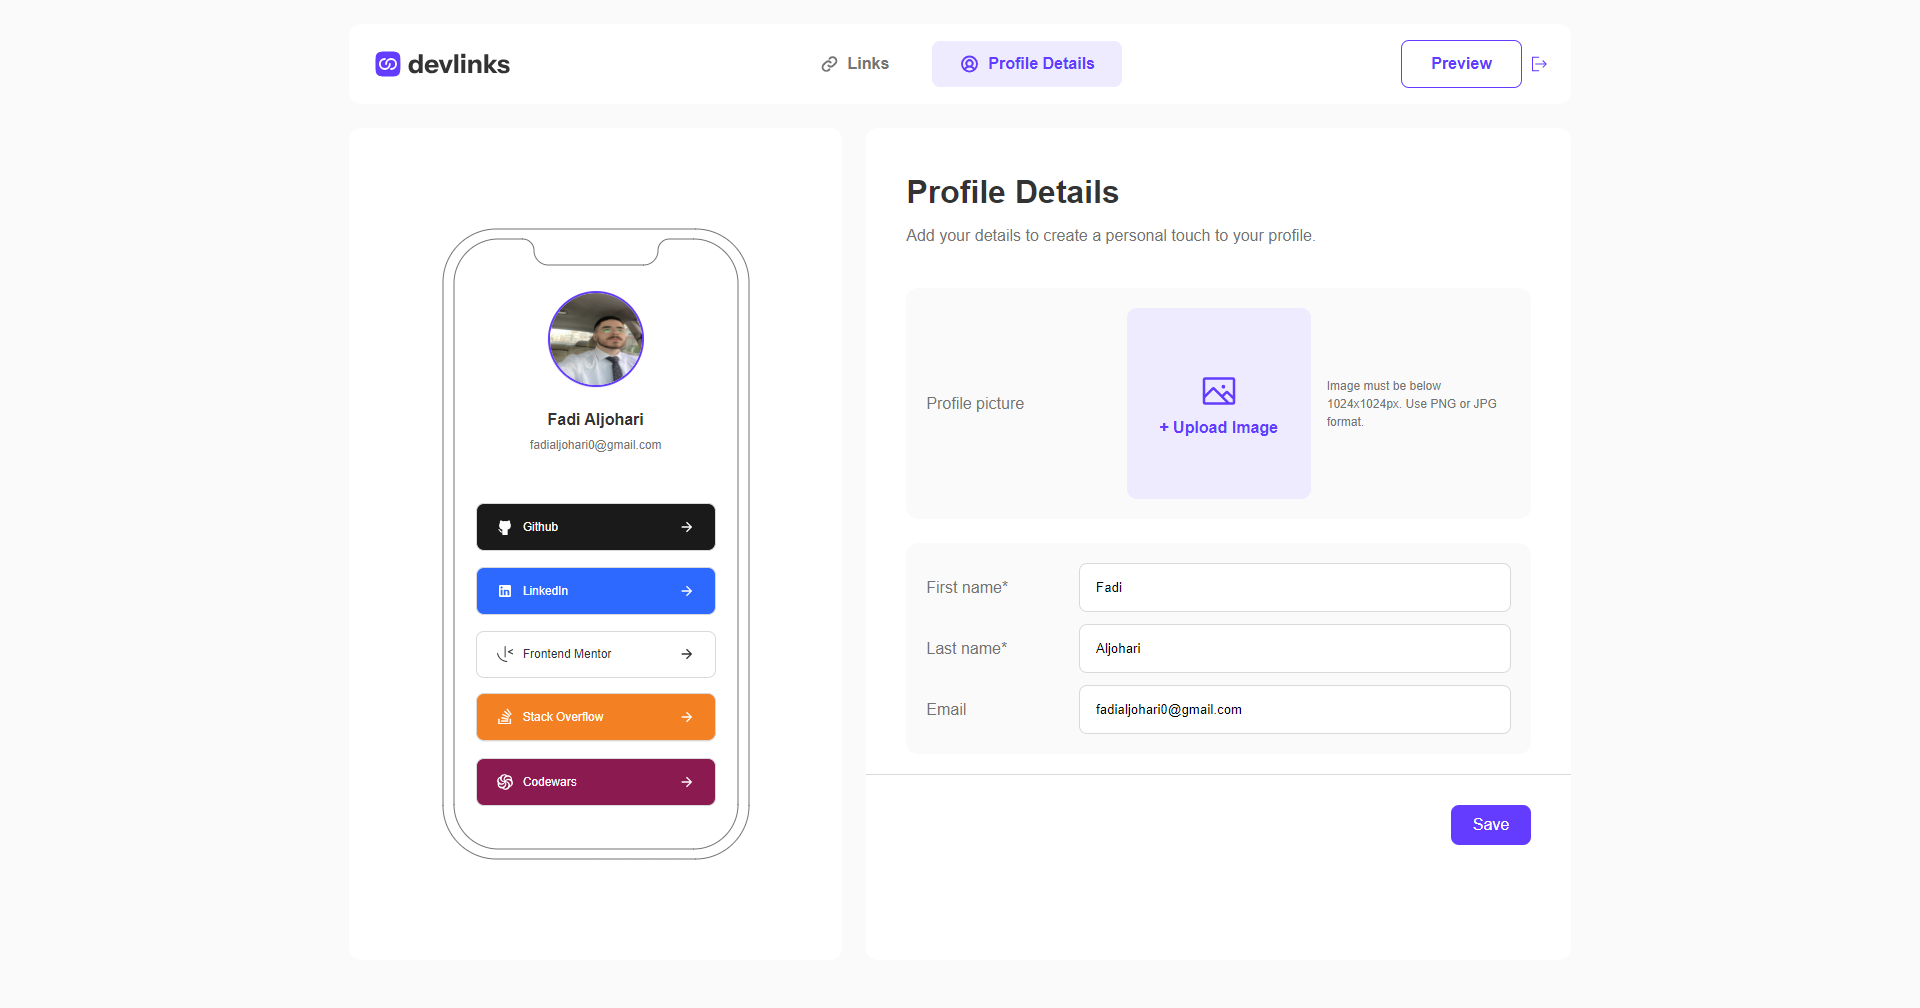 devlinks
Links
Profile Details
Preview
Fadi Aljohari
fadialjohari0@gmail.com
Github
LinkedIn
Frontend Mentor
Stack Overflow
Codewars
Profile Details
Add your details to create a personal touch to your profile.
Profile picture
+ Upload Image
Image must be below
1024x1024px. Use PNG or JPG
format.
First name*
Fadi
Last name*
Aljohari
Email
fadialjohari0@gmail.com
Save